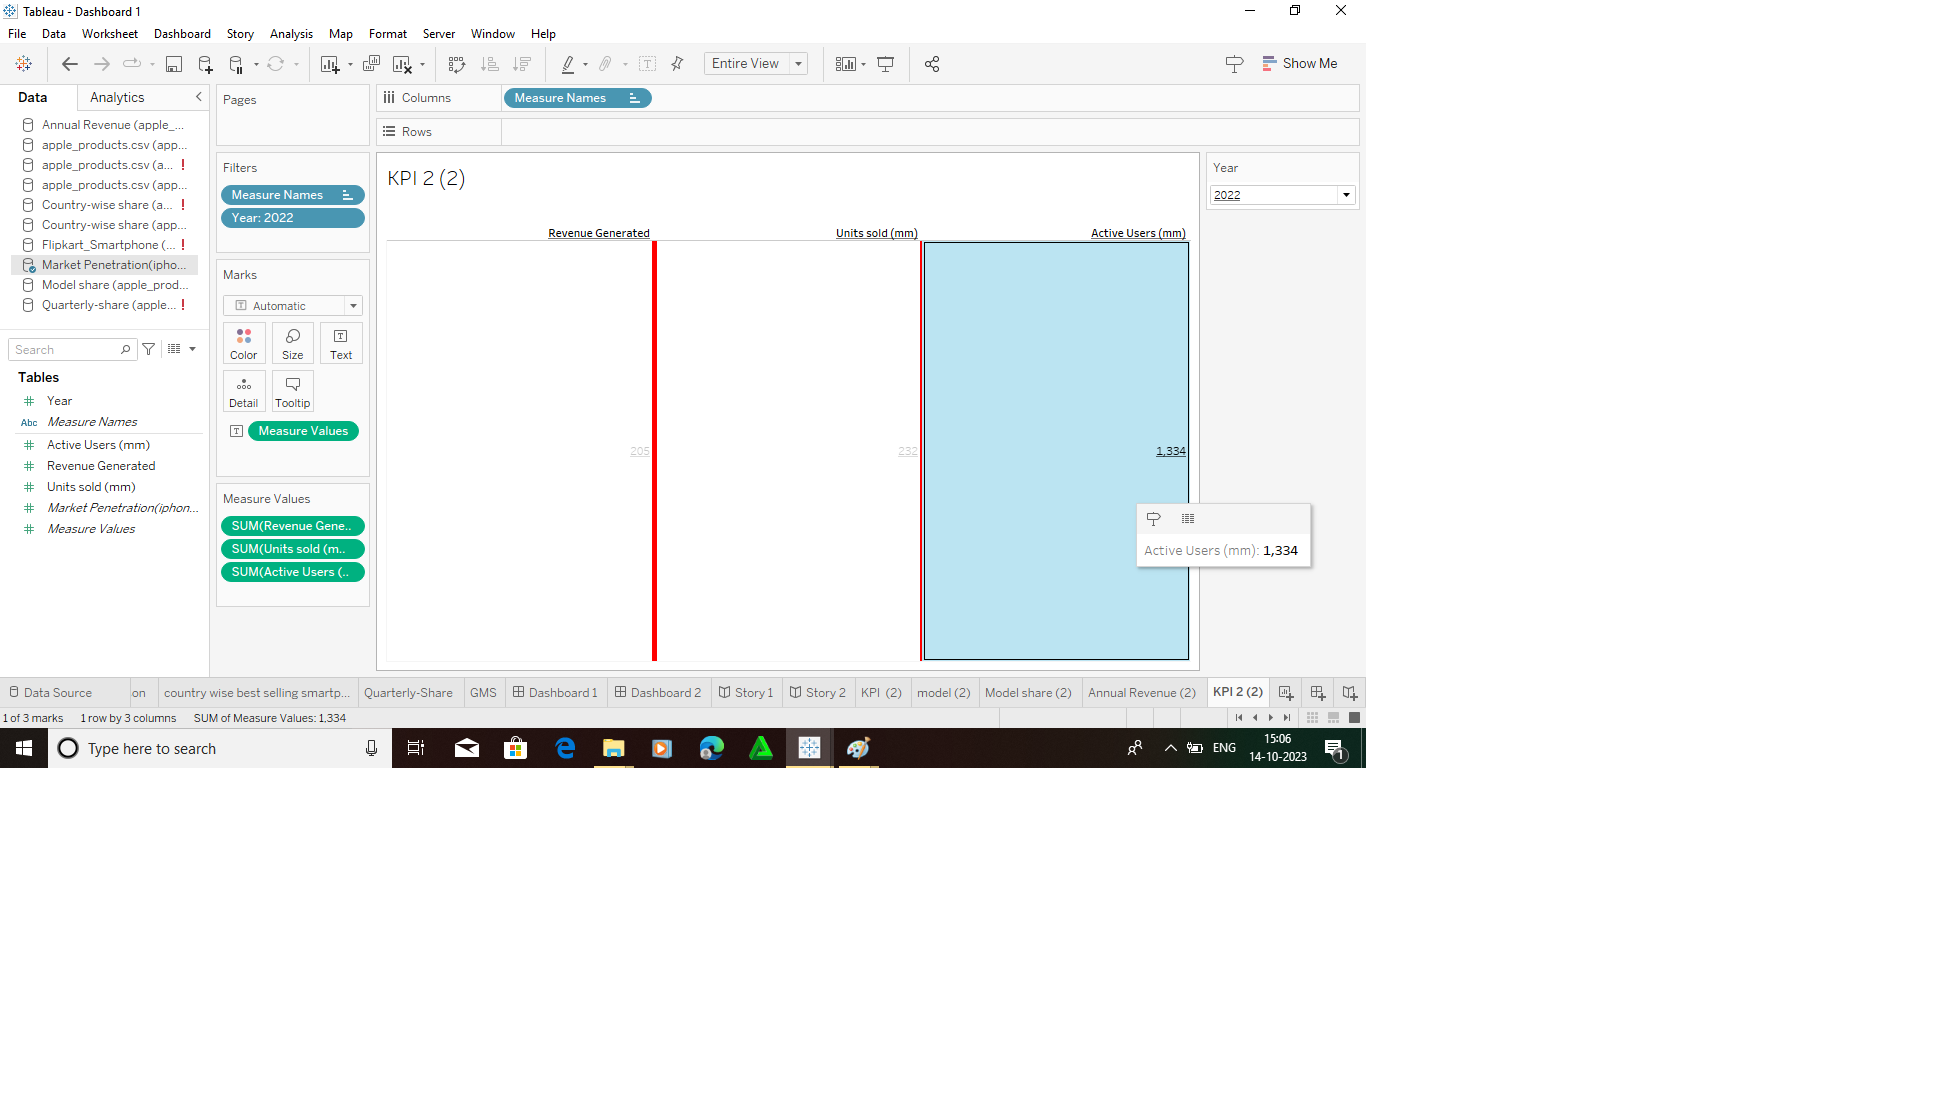 Tableau - Dashboard 1
File Data Worksheet Dashboard Story Analysis Map Format Server Window Help
Entire View
Show Me
Data Analytics
Annual Revenue (apple_...
apple_products.csv (app...
apple_products.csv (a... !
apple_products.csv (app...
Country-wise share (a... !
Country-wise share (app...
Flipkart_Smartphone (... !
Market Penetration(ipho...
Model share (apple_prod...
Quarterly-share (apple... !
Search
Tables
Year
Abc Measure Names
Active Users (mm)
Revenue Generated
Units sold (mm)
Market Penetration(iphon...
Measure Values
Pages
Filters
Measure Names
Year: 2022
Marks
T Automatic
Color Size Text
Detail Tooltip
Measure Values
Measure Values
SUM(Revenue Gene..
SUM(Units sold (m..
SUM(Active Users (..
Columns Measure Names
Rows
KPI 2 (2)
Revenue Generated Units sold (mm) Active Users (mm)
205 232 1,334
Active Users (mm): 1,334
Year
2022
Data Source on country wise best selling smartp... Quarterly-Share GMS Dashboard 1 Dashboard 2 Story 1 Story 2 KPI (2) model (2) Model share (2) Annual Revenue (2) KPI 2 (2)
1 of 3 marks 1 row by 3 columns SUM of Measure Values: 1,334
Type here to search
ENG
15:06
14-10-2023
1